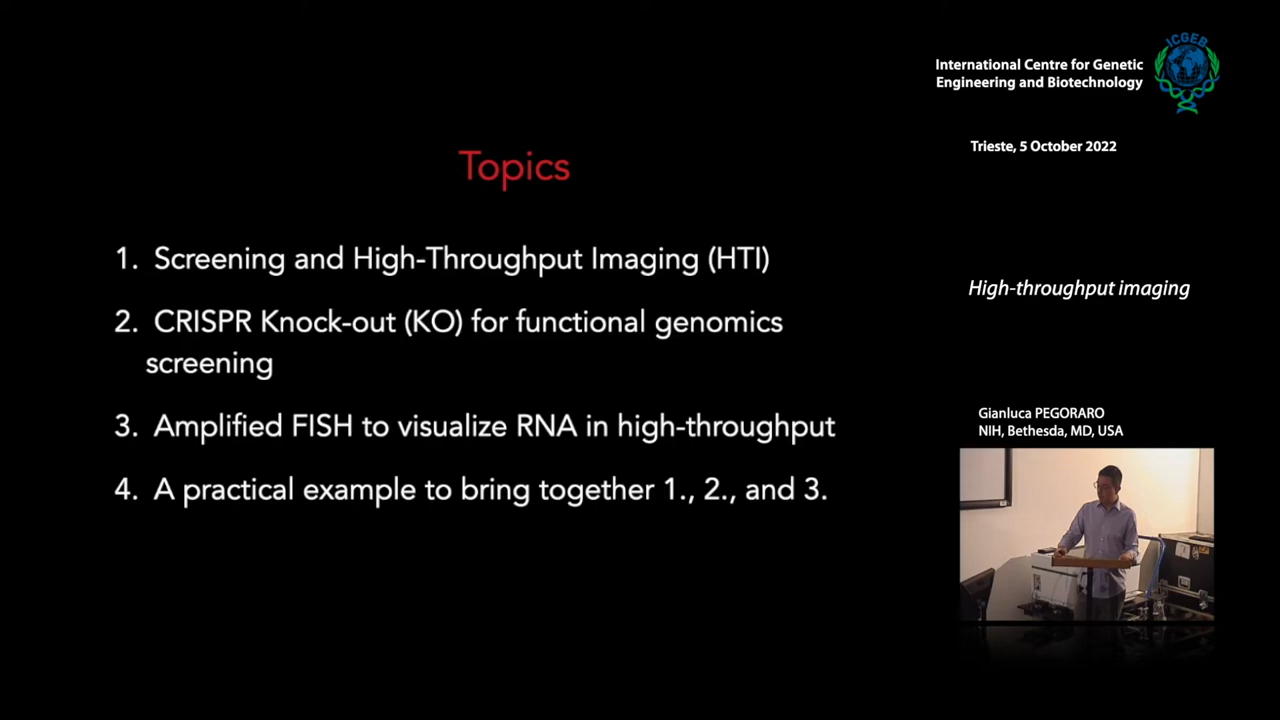 International Centre for Genetic
Engineering and Biotechnology
ICGEB
Trieste, 5 October 2022
Topics
1. Screening and High-Throughput Imaging (HTI)
2. CRISPR Knock-out (KO) for functional genomics
screening
3. Amplified FISH to visualize RNA in high-throughput
4. A practical example to bring together 1., 2., and 3.
High-throughput imaging
Gianluca PEGORARO
NIH, Bethesda, MD, USA